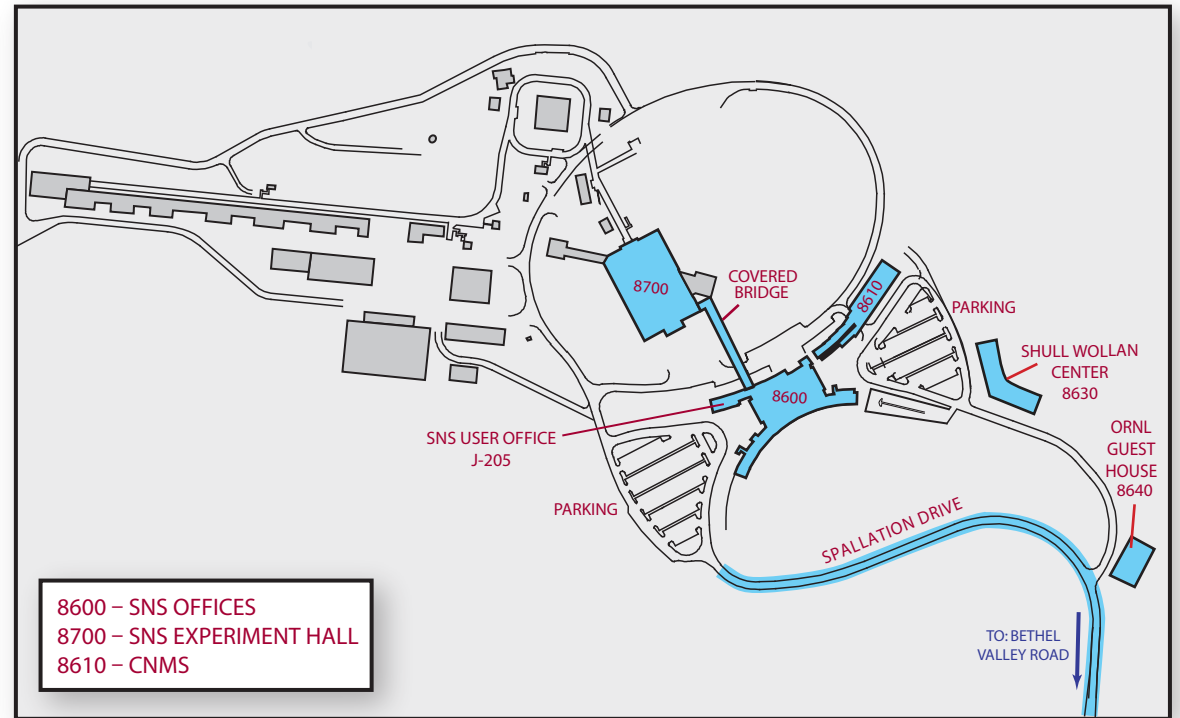 8700
COVERED
BRIDGE
8610
PARKING
SHULL WOLLAN
CENTER
8630
8600
SNS USER OFFICE
J-205
ORNL
GUEST
HOUSE
8640
PARKING
SPALLATION DRIVE
TO: BETHEL
VALLEY ROAD
8600 – SNS OFFICES
8700 – SNS EXPERIMENT HALL
8610 – CNMS